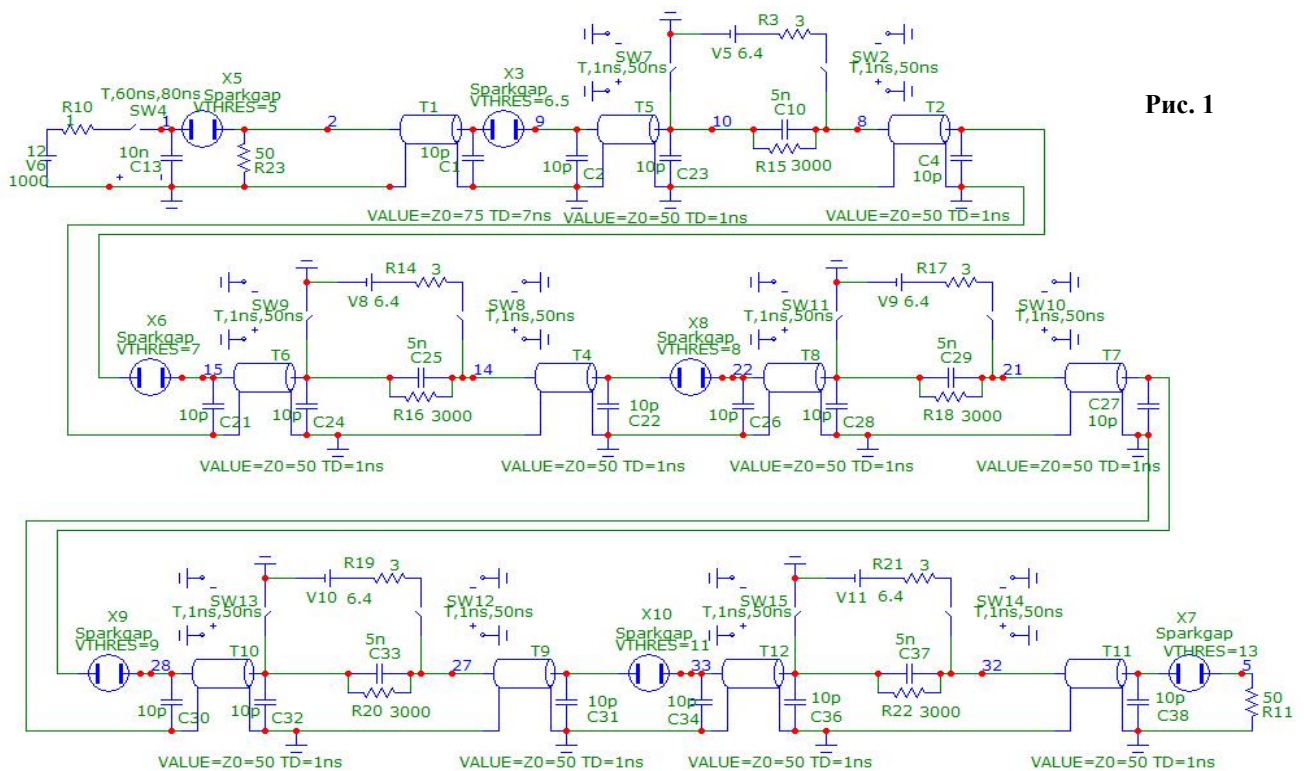 Рис. 1
R3 3
V5 6.4
SW7
T,1ns,50ns
SW2
T,1ns,50ns
X5
Sparkgap
VTHRES=5
T,60ns,80ns
SW4
R10
1
1
2
T1
X3
Sparkgap
VTHRES=6.5
9
T5
10
5n
C10
8
T2
12
V6
1000
10n
C13
50
R23
10p
C1
10p
C2
10p
C23
R15 3000
C4
10p
VALUE=Z0=75 TD=7ns
VALUE=Z0=50 TD=1ns
VALUE=Z0=50 TD=1ns
R14 3
V8 6.4
SW9
T,1ns,50ns
SW8
T,1ns,50ns
R17 3
V9 6.4
SW11
T,1ns,50ns
SW10
T,1ns,50ns
X6
Sparkgap
VTHRES=7
15
T6
5n
C25
14
T4
X8
Sparkgap
VTHRES=8
22
T8
5n
C29
21
T7
10p
C21
10p
C24
R16 3000
10p
C22
10p
C26
10p
C28
R18 3000
C27
10p
VALUE=Z0=50 TD=1ns
VALUE=Z0=50 TD=1ns
VALUE=Z0=50 TD=1ns
VALUE=Z0=50 TD=1ns
R19 3
V10 6.4
SW13
T,1ns,50ns
SW12
T,1ns,50ns
R21 3
V11 6.4
SW15
T,1ns,50ns
SW14
T,1ns,50ns
X9
Sparkgap
VTHRES=9
28
T10
5n
C33
27
T9
X10
Sparkgap
VTHRES=11
33
T12
5n
C37
32
T11
X7
Sparkgap
VTHRES=13
5
10p
C30
10p
C32
R20 3000
10p
C31
10p
C34
10p
C36
R22 3000
10p
C38
50
R11
VALUE=Z0=50 TD=1ns
VALUE=Z0=50 TD=1ns
VALUE=Z0=50 TD=1ns
VALUE=Z0=50 TD=1ns